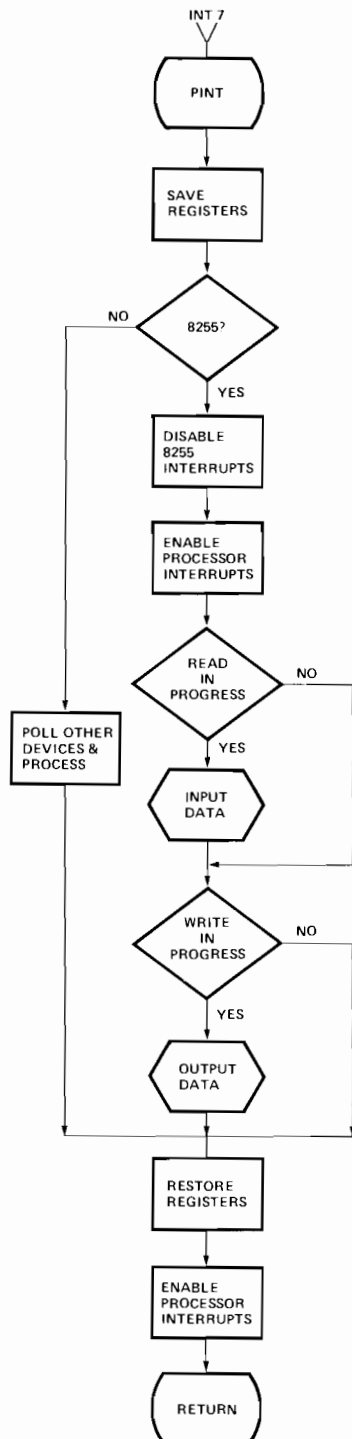 INT 7
PINT
SAVE
REGISTERS
8255?
NO
YES
DISABLE
8255
INTERRUPTS
ENABLE
PROCESSOR
INTERRUPTS
READ
IN
PROGRESS
NO
YES
POLL OTHER
DEVICES &
PROCESS
INPUT
DATA
WRITE
IN
PROGRESS
NO
YES
OUTPUT
DATA
RESTORE
REGISTERS
ENABLE
PROCESSOR
INTERRUPTS
RETURN